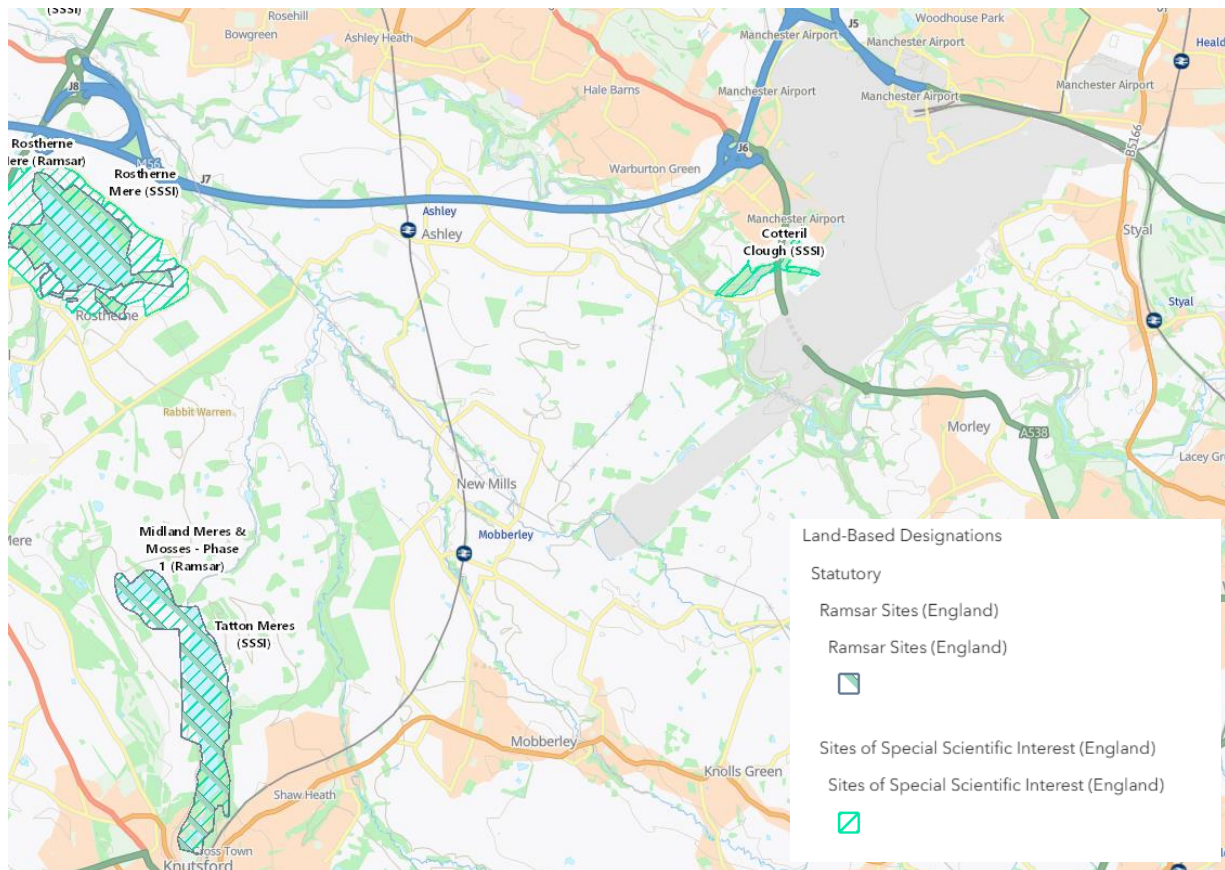 (SSSI)
Rosehill
Bowgreen
Ashley Heath
J5
Woodhouse Park
Manchester Airport
Manchester Airport
Heald
J8
Hale Barns
Manchester Airport
Manchester Airport
Manchester Airport
B5166
Rostherne
Mere (Ramsar)
M56
J7
Rostherne
Mere (SSSI)
J6
Warburton Green
Ashley
Ashley
Manchester Airport
Cotteril
Clough (SSSI)
Styal
Styal
Rostherne
Rabbit Warren
Morley
A538
Lacey Gr
New Mills
Mobberley
Mere
Midland Meres &
Mosses - Phase
1 (Ramsar)
Tatton Meres
(SSSI)
Mobberley
Knolls Green
Shaw Heath
Cross Town
Knutsford
Land-Based Designations
Statutory
Ramsar Sites (England)
Ramsar Sites (England)
Sites of Special Scientific Interest (England)
Sites of Special Scientific Interest (England)